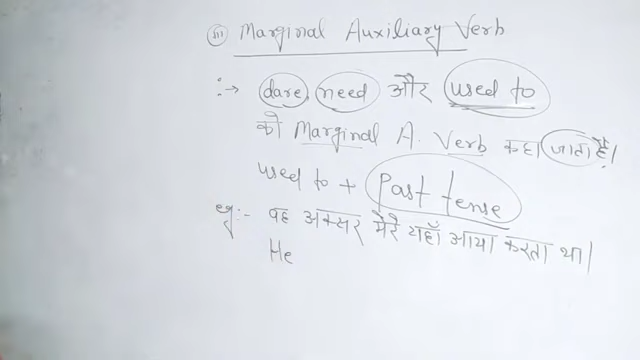 (iii) Marginal Auxiliary Verb
:→ dare, need और used to
को Marginal A. Verb कहा जाता है।
used to + Past tense
eg:- वह अक्सर मेरे यहाँ आया करता था।
He